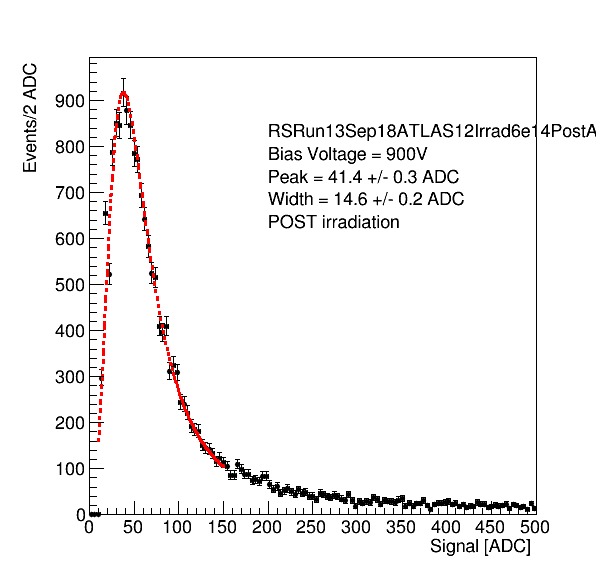 Events/2 ADC
900
800
700
600
500
400
300
200
100
0
RSRun13Sep18ATLAS12Irrad6e14PostA
Bias Voltage = 900V
Peak = 41.4 +/- 0.3 ADC
Width = 14.6 +/- 0.2 ADC
POST irradiation
0 50 100 150 200 250 300 350 400 450 500
Signal [ADC]